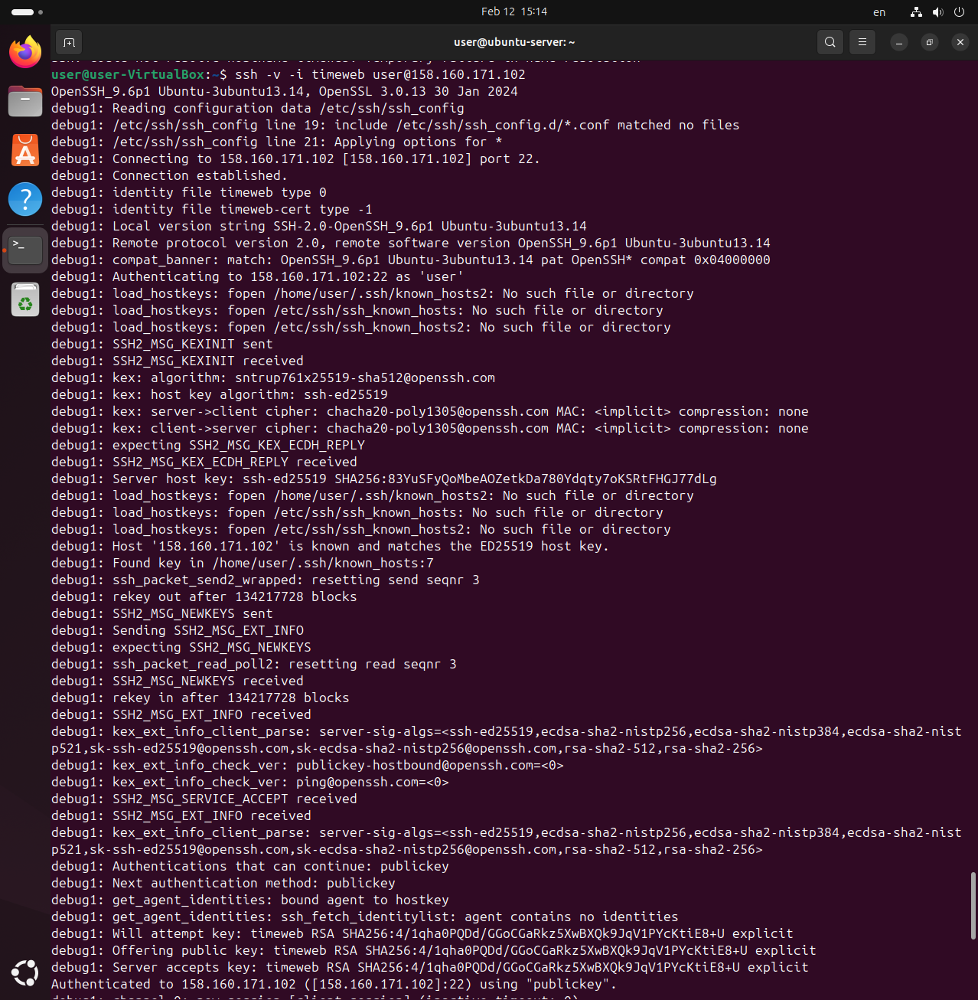 Feb 12 15:14
en
user@ubuntu-server: ~
user@user-VirtualBox:~$ ssh -v -i timeweb user@158.160.171.102
OpenSSH_9.6p1 Ubuntu-3ubuntu13.14, OpenSSL 3.0.13 30 Jan 2024
debug1: Reading configuration data /etc/ssh/ssh_config
debug1: /etc/ssh/ssh_config line 19: include /etc/ssh/ssh_config.d/*.conf matched no files
debug1: /etc/ssh/ssh_config line 21: Applying options for *
debug1: Connecting to 158.160.171.102 [158.160.171.102] port 22.
debug1: Connection established.
debug1: identity file timeweb type 0
debug1: identity file timeweb-cert type -1
debug1: Local version string SSH-2.0-OpenSSH_9.6p1 Ubuntu-3ubuntu13.14
debug1: Remote protocol version 2.0, remote software version OpenSSH_9.6p1 Ubuntu-3ubuntu13.14
debug1: compat_banner: match: OpenSSH_9.6p1 Ubuntu-3ubuntu13.14 pat OpenSSH* compat 0x04000000
debug1: Authenticating to 158.160.171.102:22 as 'user'
debug1: load_hostkeys: fopen /home/user/.ssh/known_hosts2: No such file or directory
debug1: load_hostkeys: fopen /etc/ssh/ssh_known_hosts: No such file or directory
debug1: load_hostkeys: fopen /etc/ssh/ssh_known_hosts2: No such file or directory
debug1: SSH2_MSG_KEXINIT sent
debug1: SSH2_MSG_KEXINIT received
debug1: kex: algorithm: sntrup761x25519-sha512@openssh.com
debug1: kex: host key algorithm: ssh-ed25519
debug1: kex: server->client cipher: chacha20-poly1305@openssh.com MAC: <implicit> compression: none
debug1: kex: client->server cipher: chacha20-poly1305@openssh.com MAC: <implicit> compression: none
debug1: expecting SSH2_MSG_KEX_ECDH_REPLY
debug1: SSH2_MSG_KEX_ECDH_REPLY received
debug1: Server host key: ssh-ed25519 SHA256:83YuSFyQoMbeAOZetkDa780Ydqty7oKSRtFHGJ77dLg
debug1: load_hostkeys: fopen /home/user/.ssh/known_hosts2: No such file or directory
debug1: load_hostkeys: fopen /etc/ssh/ssh_known_hosts: No such file or directory
debug1: load_hostkeys: fopen /etc/ssh/ssh_known_hosts2: No such file or directory
debug1: Host '158.160.171.102' is known and matches the ED25519 host key.
debug1: Found key in /home/user/.ssh/known_hosts:7
debug1: ssh_packet_send2_wrapped: resetting send seqnr 3
debug1: rekey out after 134217728 blocks
debug1: SSH2_MSG_NEWKEYS sent
debug1: Sending SSH2_MSG_EXT_INFO
debug1: expecting SSH2_MSG_NEWKEYS
debug1: ssh_packet_read_poll2: resetting read seqnr 3
debug1: SSH2_MSG_NEWKEYS received
debug1: rekey in after 134217728 blocks
debug1: SSH2_MSG_EXT_INFO received
debug1: kex_ext_info_client_parse: server-sig-algs=<ssh-ed25519,ecdsa-sha2-nistp256,ecdsa-sha2-nistp384,ecdsa-sha2-nist
p521,sk-ssh-ed25519@openssh.com,sk-ecdsa-sha2-nistp256@openssh.com,rsa-sha2-512,rsa-sha2-256>
debug1: kex_ext_info_check_ver: publickey-hostbound@openssh.com=<0>
debug1: kex_ext_info_check_ver: ping@openssh.com=<0>
debug1: SSH2_MSG_SERVICE_ACCEPT received
debug1: SSH2_MSG_EXT_INFO received
debug1: kex_ext_info_client_parse: server-sig-algs=<ssh-ed25519,ecdsa-sha2-nistp256,ecdsa-sha2-nistp384,ecdsa-sha2-nist
p521,sk-ssh-ed25519@openssh.com,sk-ecdsa-sha2-nistp256@openssh.com,rsa-sha2-512,rsa-sha2-256>
debug1: Authentications that can continue: publickey
debug1: Next authentication method: publickey
debug1: get_agent_identities: bound agent to hostkey
debug1: get_agent_identities: ssh_fetch_identitylist: agent contains no identities
debug1: Will attempt key: timeweb RSA SHA256:4/1qha0PQDd/GGoCGaRkz5XwBXQk9JqV1PYcKtiE8+U explicit
debug1: Offering public key: timeweb RSA SHA256:4/1qha0PQDd/GGoCGaRkz5XwBXQk9JqV1PYcKtiE8+U explicit
debug1: Server accepts key: timeweb RSA SHA256:4/1qha0PQDd/GGoCGaRkz5XwBXQk9JqV1PYcKtiE8+U explicit
Authenticated to 158.160.171.102 ([158.160.171.102]:22) using "publickey".
debug1: channel 0: new session [client-session] (inactive timeout: 0)